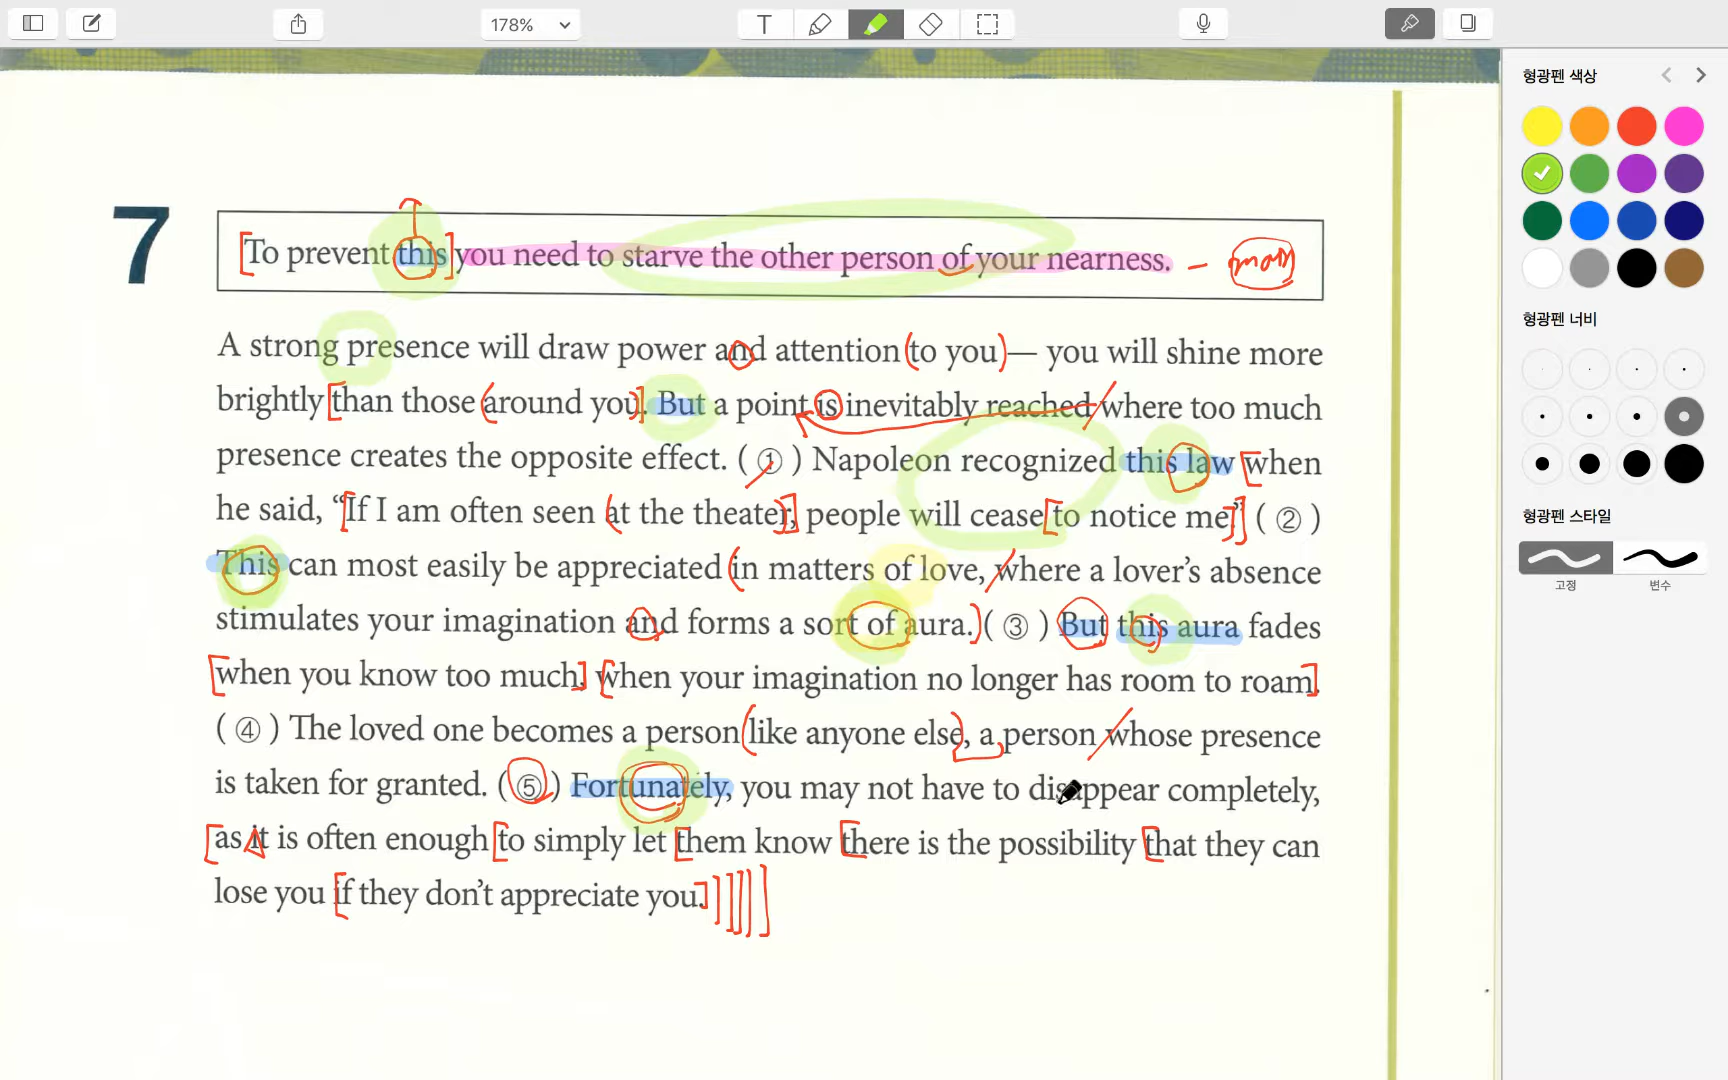 178%
T
형광펜 색상
형광펜 너비
형광펜 스타일
고정
변수
7
To prevent this you need to starve the other person of your nearness.
A strong presence will draw power and attention to you — you will shine more
brightly than those around you. But a point is inevitably reached where too much
presence creates the opposite effect. ( ① ) Napoleon recognized this law when
he said, “If I am often seen at the theater, people will cease to notice me.” ( ② )
This can most easily be appreciated in matters of love, where a lover’s absence
stimulates your imagination and forms a sort of aura. ( ③ ) But this aura fades
when you know too much, when your imagination no longer has room to roam.
( ④ ) The loved one becomes a person like anyone else, a person whose presence
is taken for granted. ( ⑤ ) Fortunately, you may not have to disappear completely,
as it is often enough to simply let them know there is the possibility that they can
lose you if they don’t appreciate you.